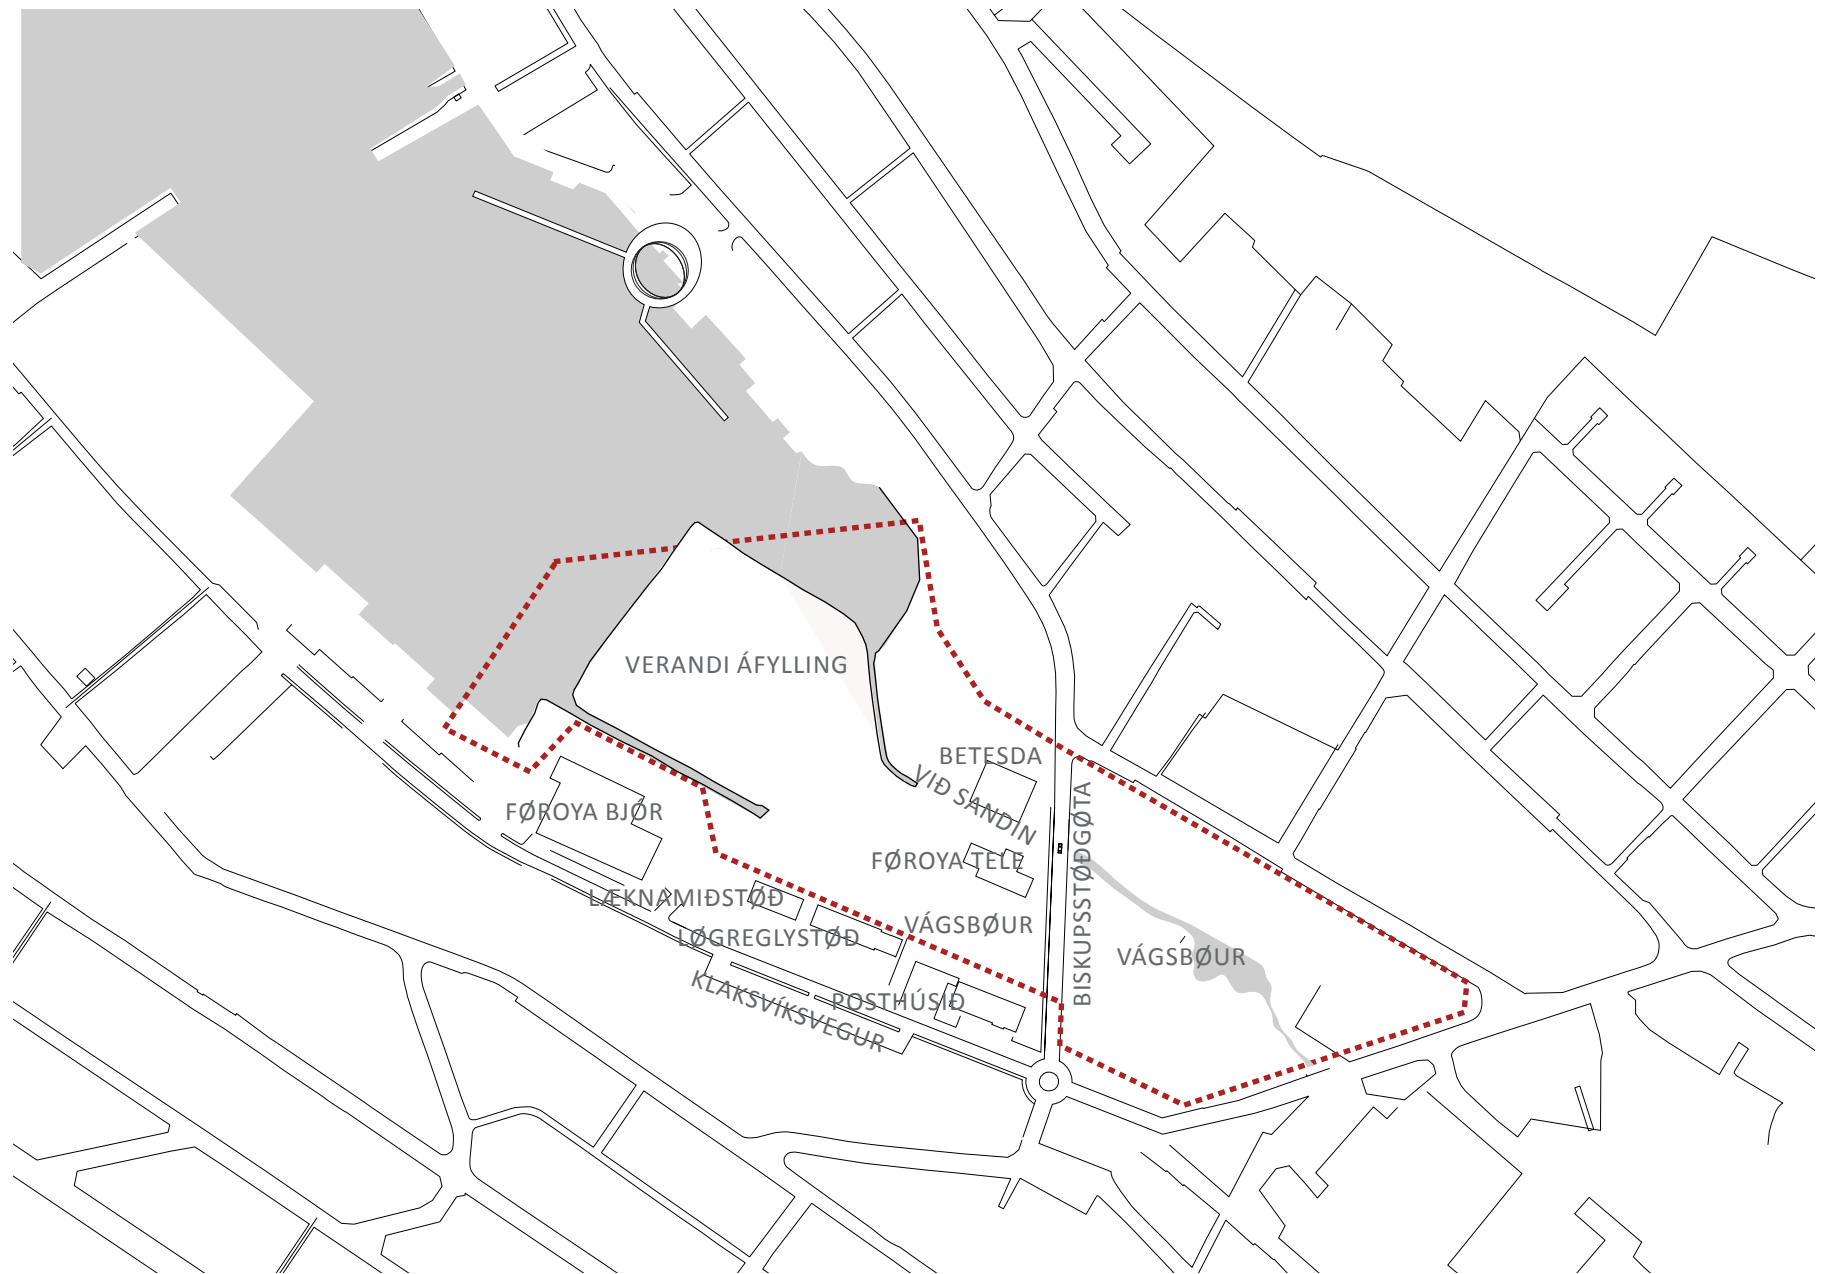 VERANDI ÁFYLLING
BETESDA
VIÐ SANDIN
FØROYA BJÓR
FØROYA TELE
BISKUPSSTØÐGØTA
LÆKNAMIÐSTØÐ
VÁGSBØUR
LØGREGLYSTØÐ
VÁGSBØUR
POSTHÚSIÐ
KLAKSVÍKSVEGUR